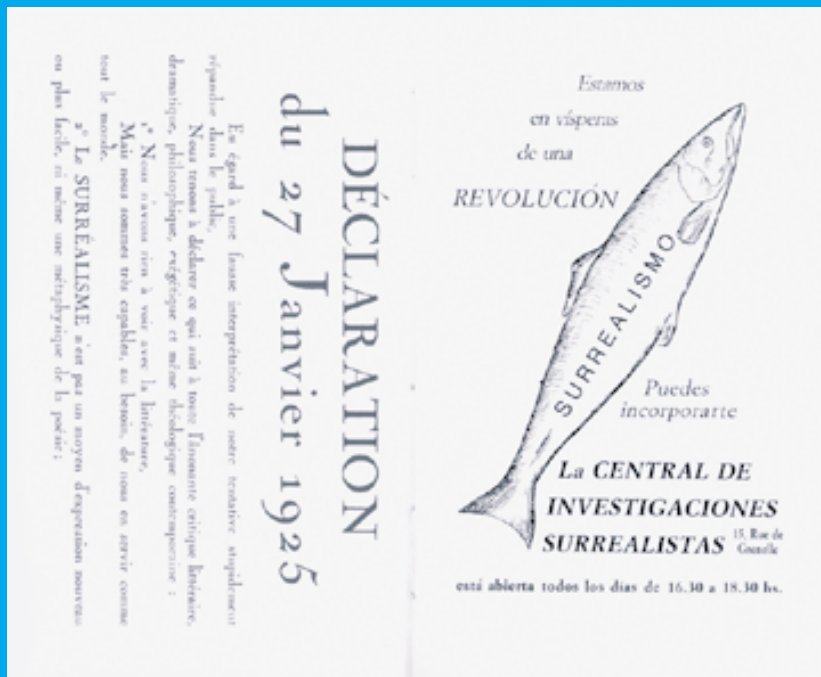 DÉCLARATION
du 27 Janvier 1925
Eu égard à une fausse interprétation de notre tentative stupidement
répandue dans le public,
Nous tenons à déclarer ce qui suit à toute l'ânonante critique littéraire,
dramatique, philosophique, exégétique et même théologique contemporaine :
1° Nous n'avons rien à voir avec la littérature,
Mais nous sommes très capables, au besoin, de nous en servir comme
tout le monde.
2° Le SURRÉALISME n'est pas un moyen d'expression nouveau
ou plus facile, ni même une métaphysique de la poésie ;
Estamos
en vísperas
de una
REVOLUCIÓN
SURREALISMO
Puedes
incorporarte
La CENTRAL DE
INVESTIGACIONES
SURREALISTAS 15, Rue de
Grenelle
está abierta todos los dias de 16.30 a 18.30 hs.